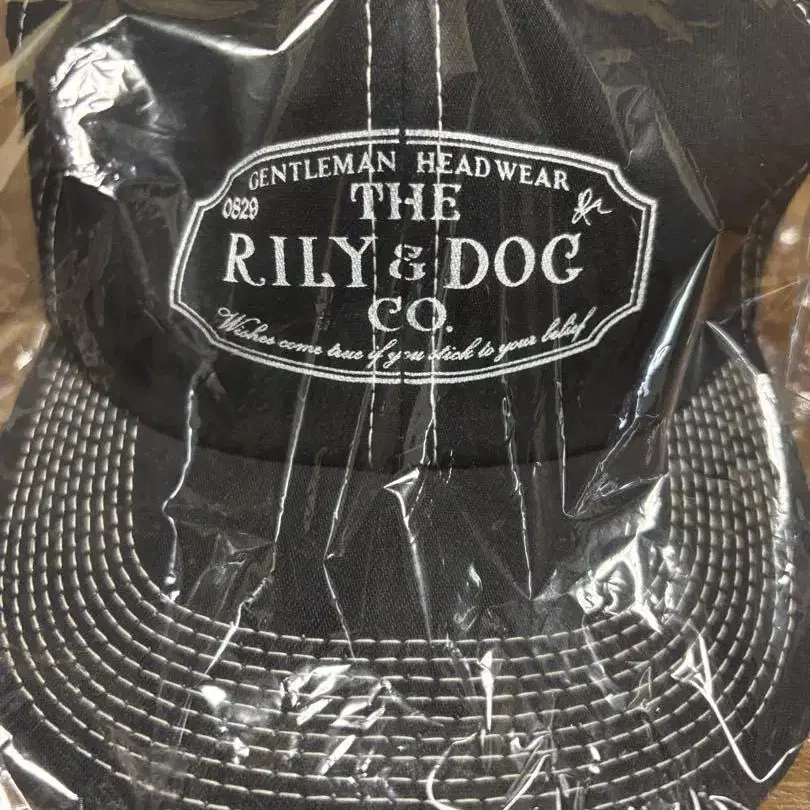 GENTLEMAN HEADWEAR
0829
THE
RILY & DOG
CO.
Wishes come true if you stick to your belief